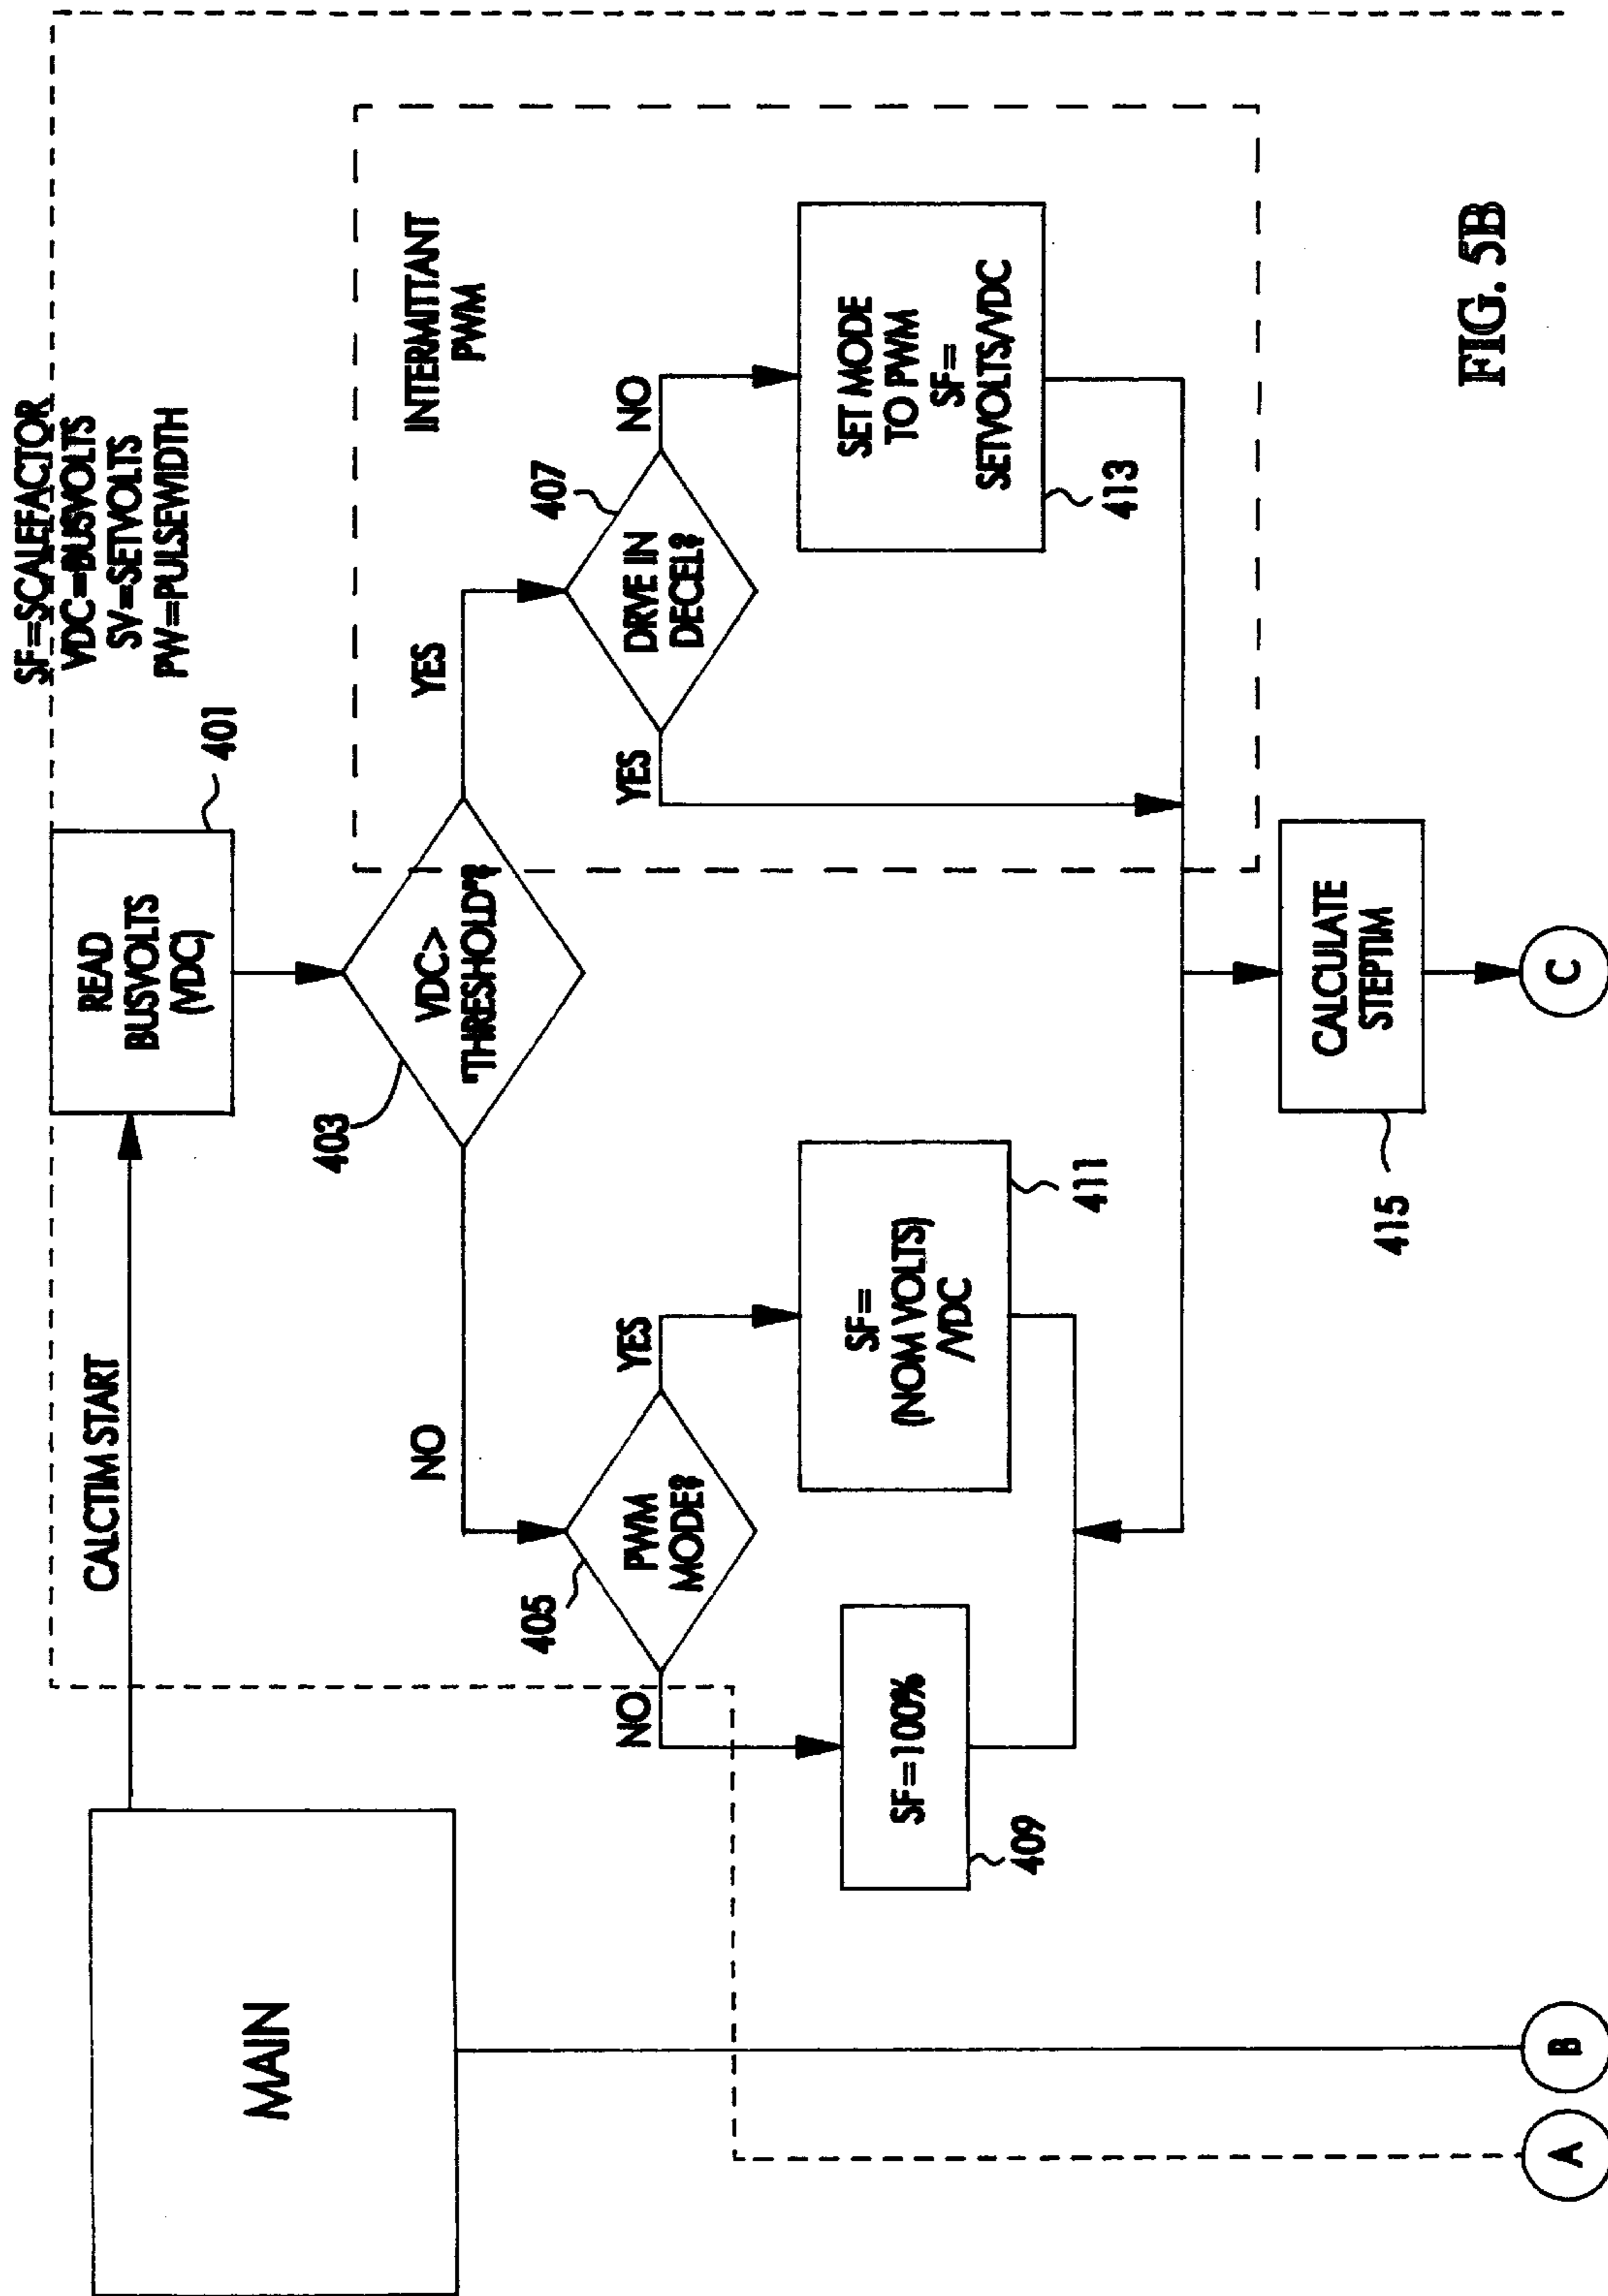 SF=SCALEFACTOR
VDC=BUSVOLTS
SV=SETVOLTS
PW=PULSEWIDTH
MAIN
CALCTIM START
READ
BUSVOLTS
(VDC)
401
VDC>
"THRESHOLD"?
403
NO
YES
INTERMITTANT
PWM
PWM
MODE?
405
NO
YES
DRVE IN
DECEL?
407
YES
NO
SF=100%
409
SF=
(NOM VOLTS)
/VDC
411
SET MODE
TO PWM
SF=
SETVOLTS/VDC
413
CALCULATE
STEPTIM
415
A
B
C
FIG. 5B